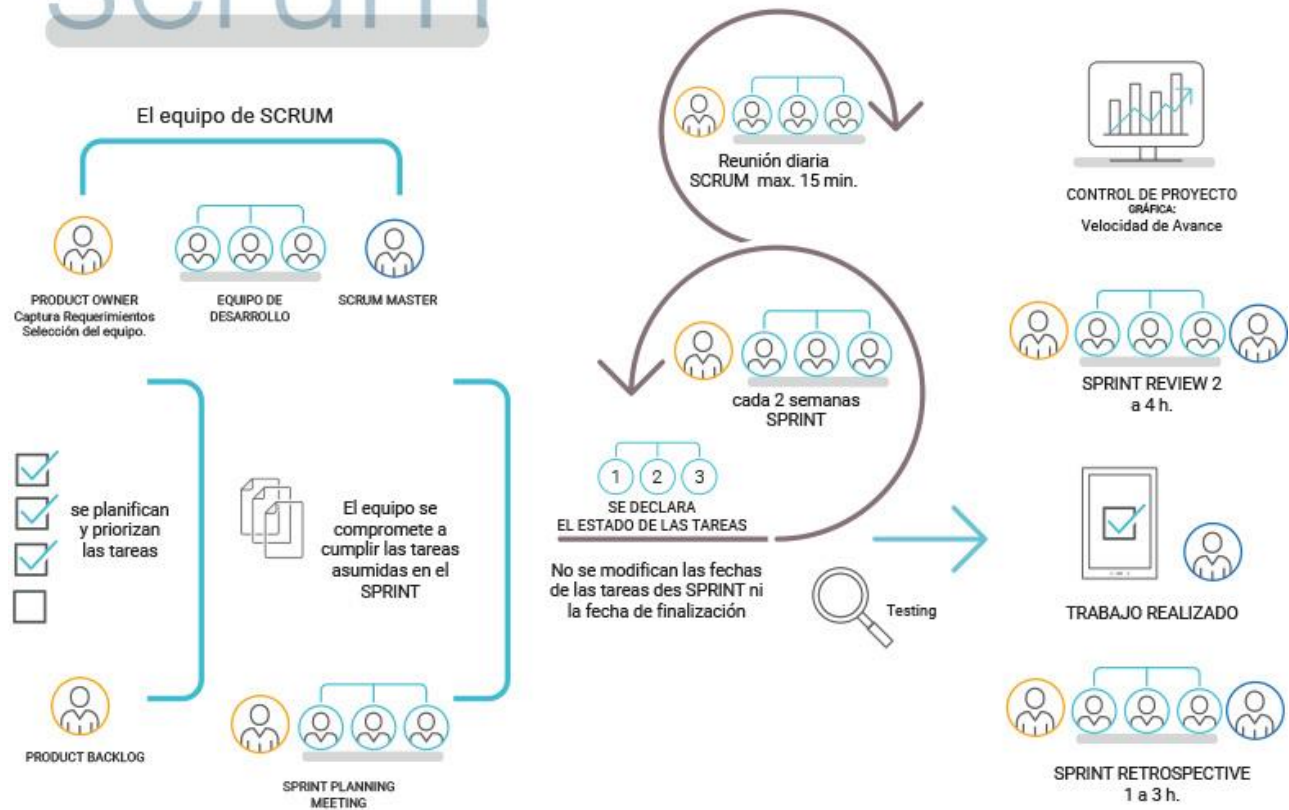 scrum
El equipo de SCRUM
PRODUCT OWNER
Captura Requerimientos
Selección del equipo.
EQUIPO DE
DESARROLLO
SCRUM MASTER
se planifican
y priorizan
las tareas
PRODUCT BACKLOG
El equipo se
compromete a
cumplir las tareas
asumidas en el
SPRINT
SPRINT PLANNING
MEETING
Reunión diaria
SCRUM max. 15 min.
cada 2 semanas
SPRINT
1 2 3
SE DECLARA
EL ESTADO DE LAS TAREAS
No se modifican las fechas
de las tareas des SPRINT ni
la fecha de finalización
Testing
CONTROL DE PROYECTO
GRÁFICA:
Velocidad de Avance
SPRINT REVIEW 2
a 4 h.
TRABAJO REALIZADO
SPRINT RETROSPECTIVE
1 a 3 h.